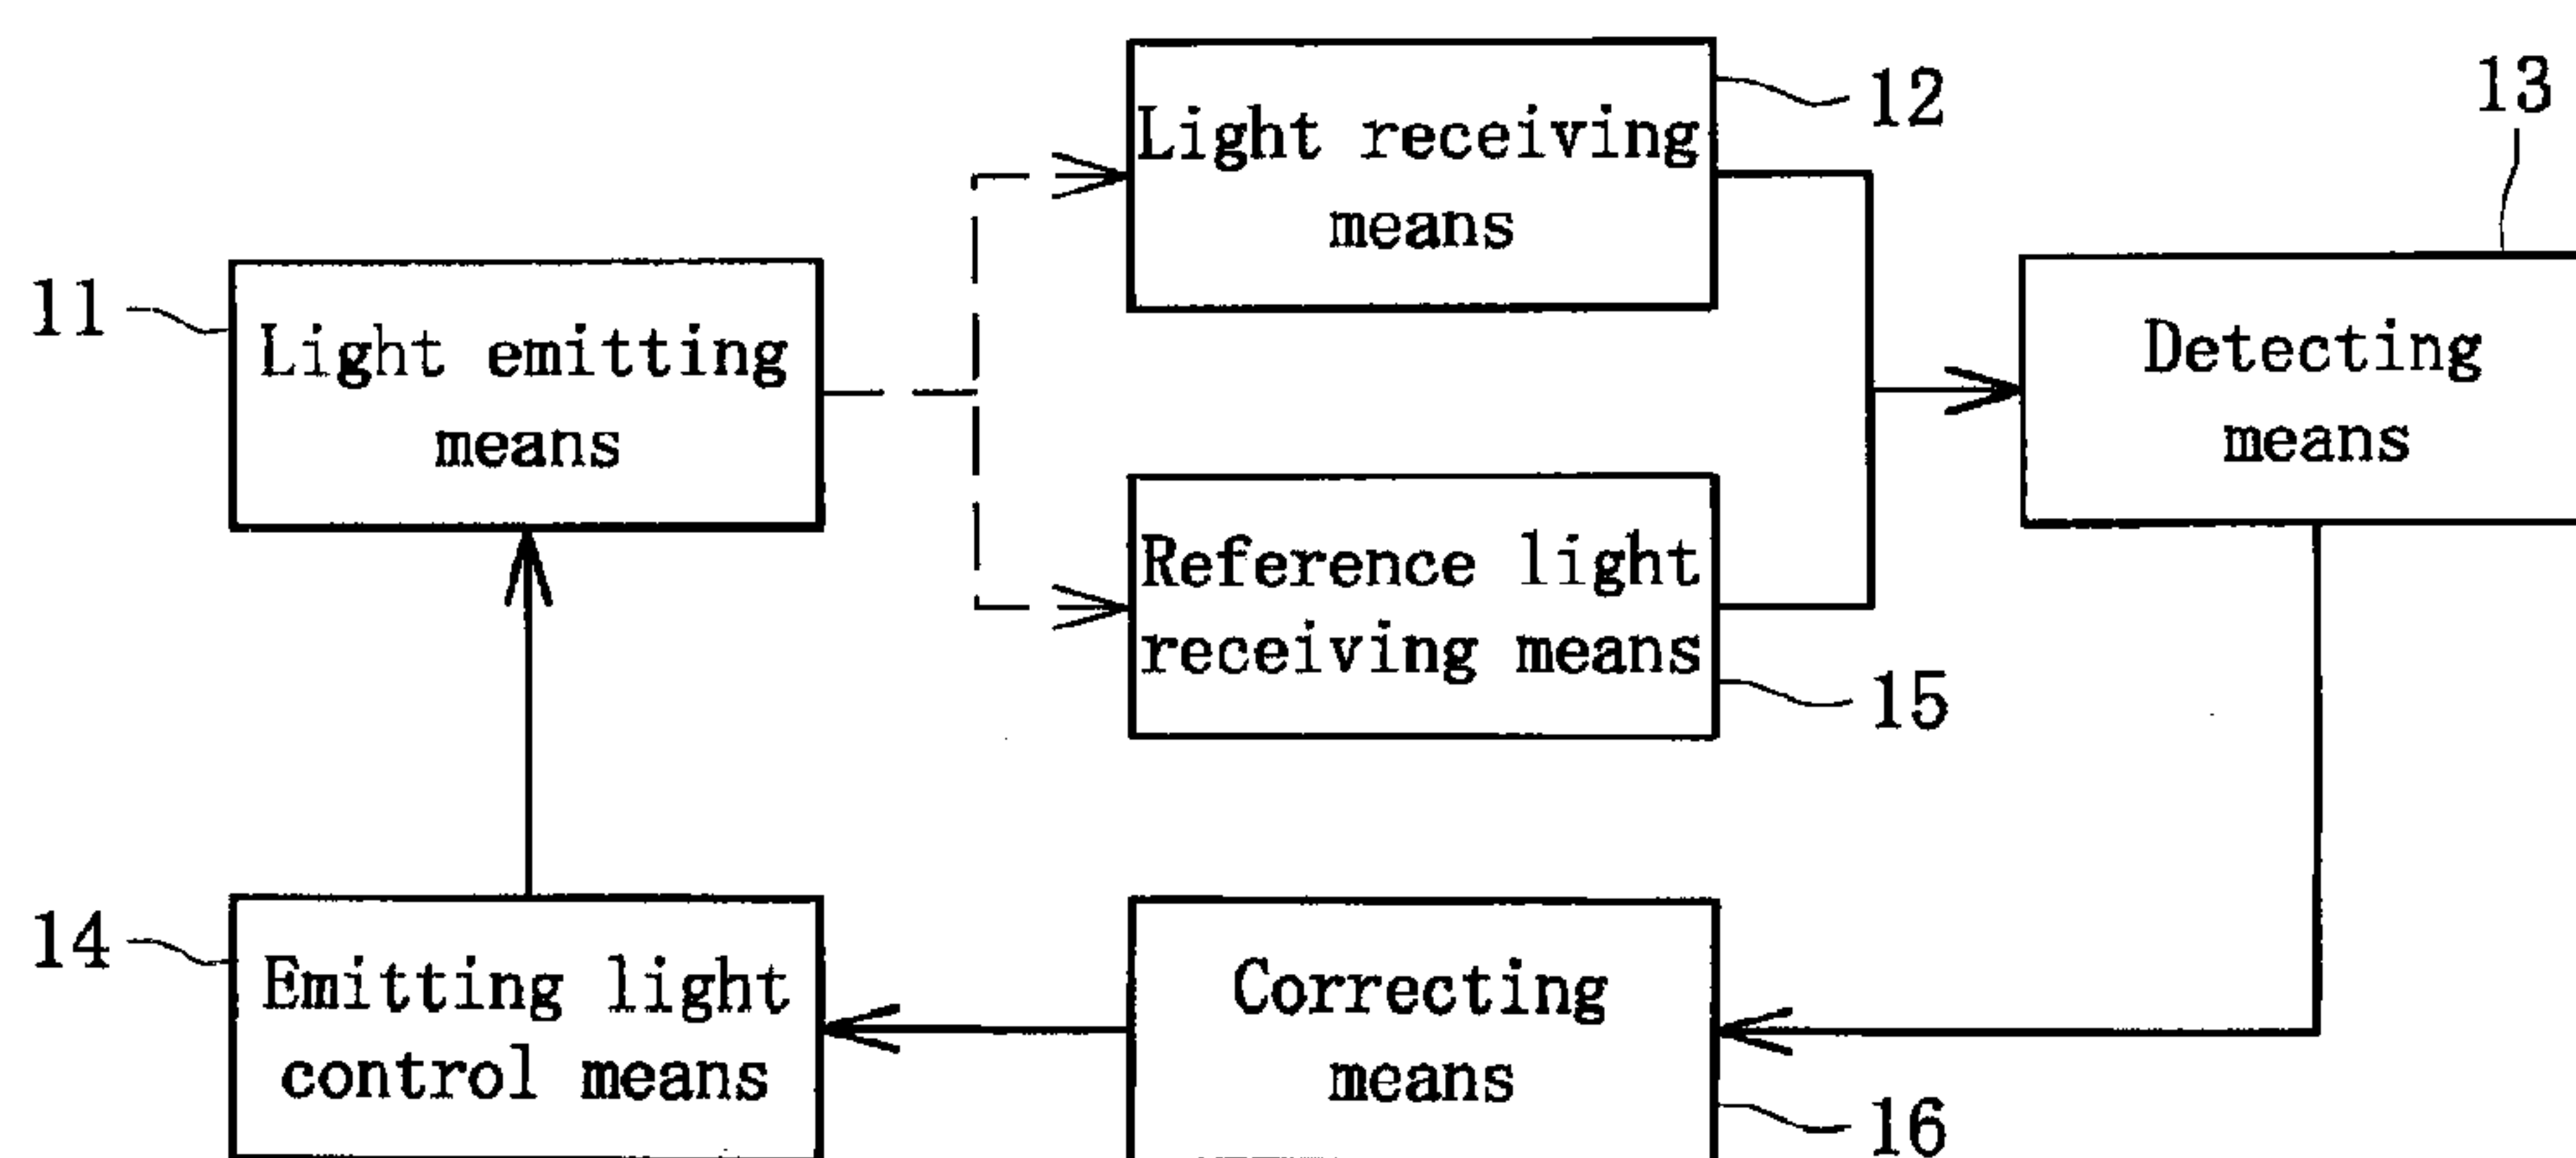 12
Light receiving
means
13
11
Light emitting
means
Detecting
means
Reference light
receiving means
15
14
Emitting light
control means
Correcting
means
16